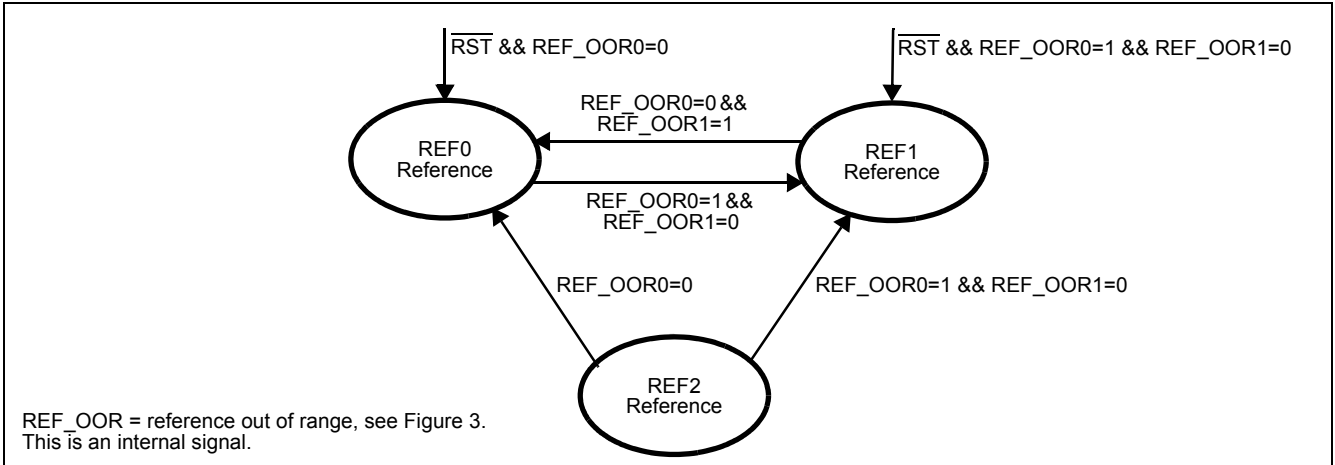 RST && REF_OOR0=0
RST && REF_OOR0=1 && REF_OOR1=0
REF_OOR0=0 &&
REF_OOR1=1
REF0
Reference
REF1
Reference
REF_OOR0=1 &&
REF_OOR1=0
REF_OOR0=0
REF_OOR0=1 && REF_OOR1=0
REF2
Reference
REF_OOR = reference out of range, see Figure 3.
This is an internal signal.